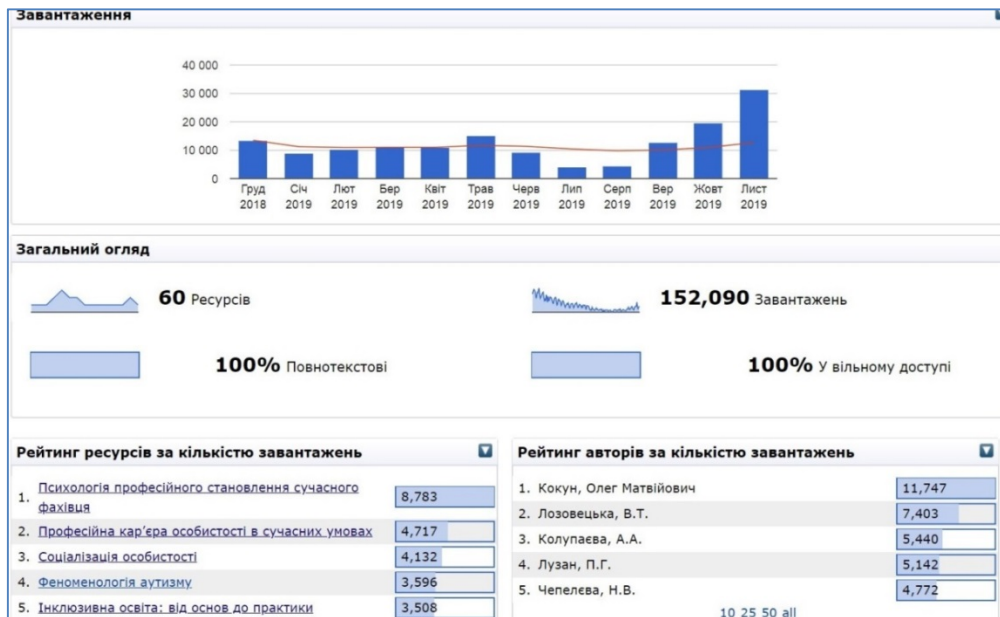 Завантаження
40 000
30 000
20 000
10 000
0
Груд Січ Лют Бер Квіт Трав Черв Лип Серп Вер Жовт Лист
2018 2019 2019 2019 2019 2019 2019 2019 2019 2019 2019 2019
Загальний огляд
60 Ресурсів
152,090 Завантажень
100% Повнотекстові
100% У вільному доступі
Рейтинг ресурсів за кількістю завантажень
1. Психологія професійного становлення сучасного
фахівця
8,783
2. Професійна кар’єра особистості в сучасних умовах 4,717
3. Соціалізація особистості 4,132
4. Феноменологія аутизму 3,596
5. Інклюзивна освіта: від основ до практики 3,508
Рейтинг авторів за кількістю завантажень
1. Кокун, Олег Матвійович 11,747
2. Лозовецька, В.Т. 7,403
3. Колупаєва, А.А. 5,440
4. Лузан, П.Г. 5,142
5. Чепелєва, Н.В. 4,772
10 25 50 all